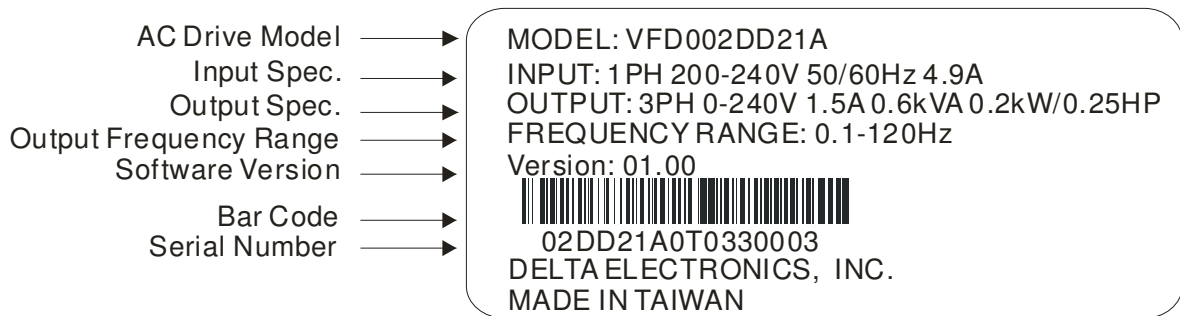 AC Drive Model
MODEL: VFD002DD21A
Input Spec.
INPUT: 1PH 200-240V 50/60Hz 4.9A
Output Spec.
OUTPUT: 3PH 0-240V 1.5A 0.6kVA 0.2kW/0.25HP
Output Frequency Range
FREQUENCY RANGE: 0.1-120Hz
Software Version
Version: 01.00
Bar Code
Serial Number
02DD21A0T0330003
DELTA ELECTRONICS, INC.
MADE IN TAIWAN